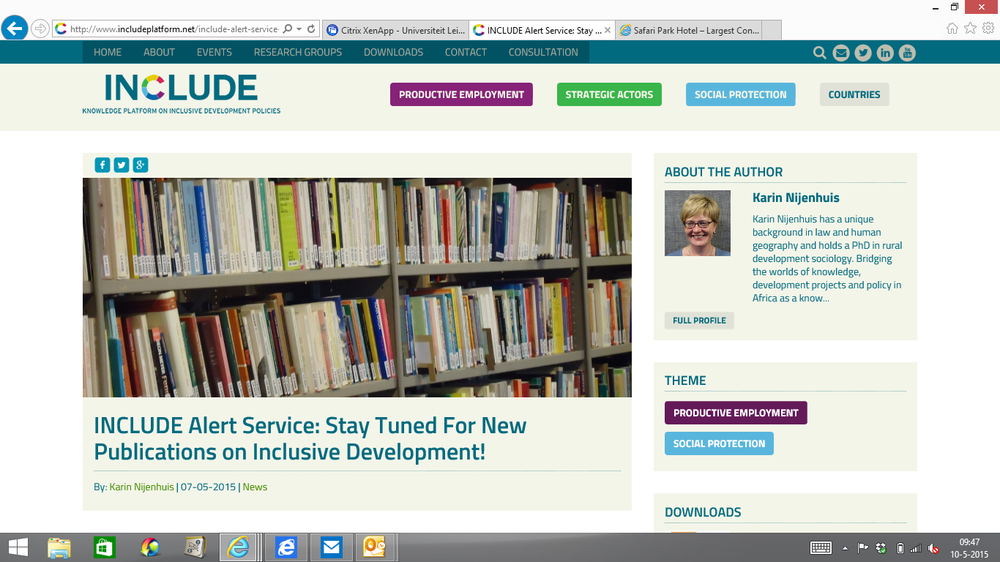 http://www.includeplatform.net/include-alert-service-
Citrix XenApp - Universiteit Lei...
INCLUDE Alert Service: Stay ...
Safari Park Hotel – Largest Con...
HOME
ABOUT
EVENTS
RESEARCH GROUPS
DOWNLOADS
CONTACT
CONSULTATION
INCLUDE
KNOWLEDGE PLATFORM ON INCLUSIVE DEVELOPMENT POLICIES
PRODUCTIVE EMPLOYMENT
STRATEGIC ACTORS
SOCIAL PROTECTION
COUNTRIES
INCLUDE Alert Service: Stay Tuned For New
Publications on Inclusive Development!
By: Karin Nijenhuis | 07-05-2015 | News
ABOUT THE AUTHOR
Karin Nijenhuis
Karin Nijenhuis has a unique
background in law and human
geography and holds a PhD in rural
development sociology. Bridging
the worlds of knowledge,
development projects and policy in
Africa as a know...
FULL PROFILE
THEME
PRODUCTIVE EMPLOYMENT
SOCIAL PROTECTION
DOWNLOADS
09:47
10-5-2015